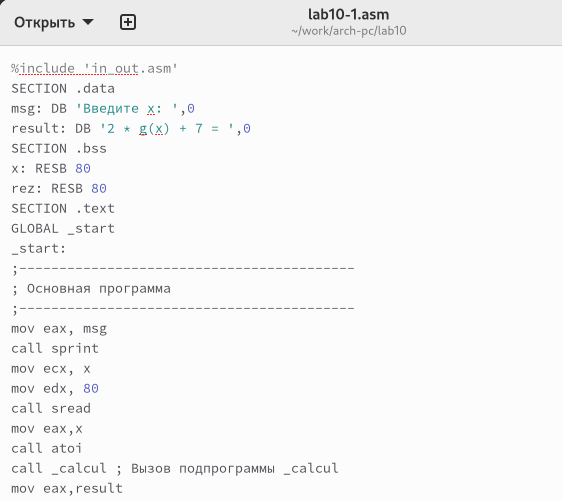 Открыть
lab10-1.asm
~/work/arch-pc/lab10
%include 'in_out.asm'
SECTION .data
msg: DB 'Введите x: ',0
result: DB '2 * g(x) + 7 = ',0
SECTION .bss
x: RESB 80
rez: RESB 80
SECTION .text
GLOBAL _start
_start:
;------------------------------------------
; Основная программа
;------------------------------------------
mov eax, msg
call sprint
mov ecx, x
mov edx, 80
call sread
mov eax,x
call atoi
call _calcul ; Вызов подпрограммы _calcul
mov eax,result